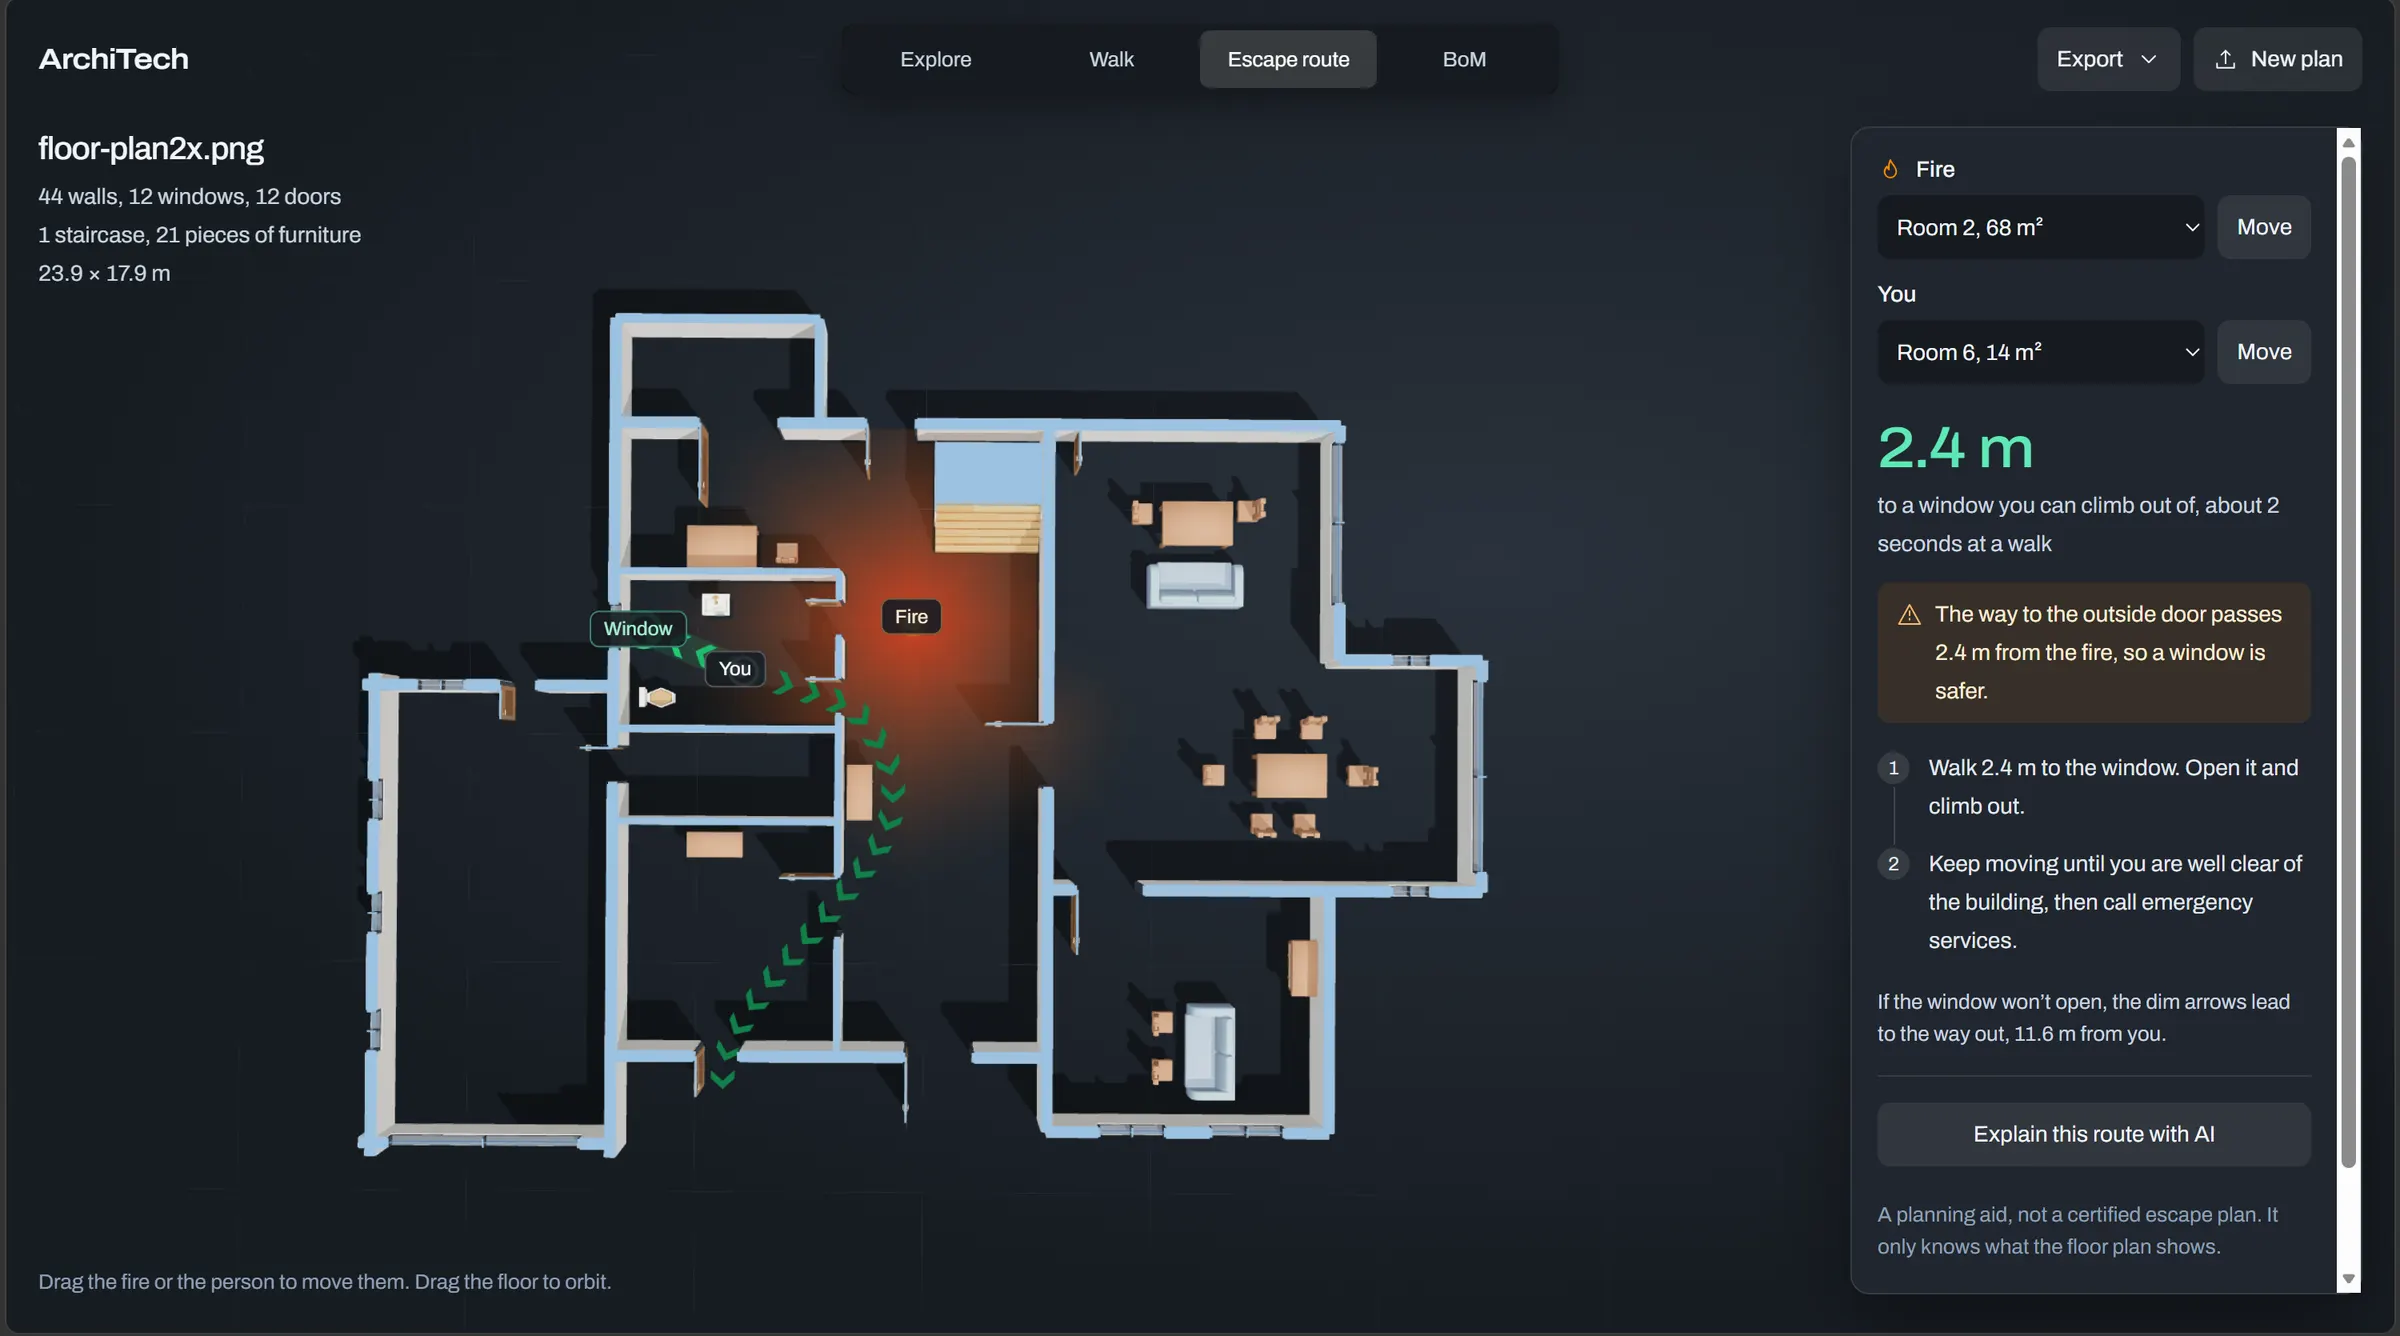 ArchiTech
Explore
Walk
Escape route
BoM
Export
New plan
floor-plan2x.png
44 walls, 12 windows, 12 doors
1 staircase, 21 pieces of furniture
23.9 × 17.9 m
Window
You
Fire
Fire
Room 2, 68 m²
Move
You
Room 6, 14 m²
Move
2.4 m
to a window you can climb out of, about 2
seconds at a walk
The way to the outside door passes
2.4 m from the fire, so a window is
safer.
1
Walk 2.4 m to the window. Open it and
climb out.
2
Keep moving until you are well clear of
the building, then call emergency
services.
If the window won’t open, the dim arrows lead
to the way out, 11.6 m from you.
Explain this route with AI
A planning aid, not a certified escape plan. It
only knows what the floor plan shows.
Drag the fire or the person to move them. Drag the floor to orbit.